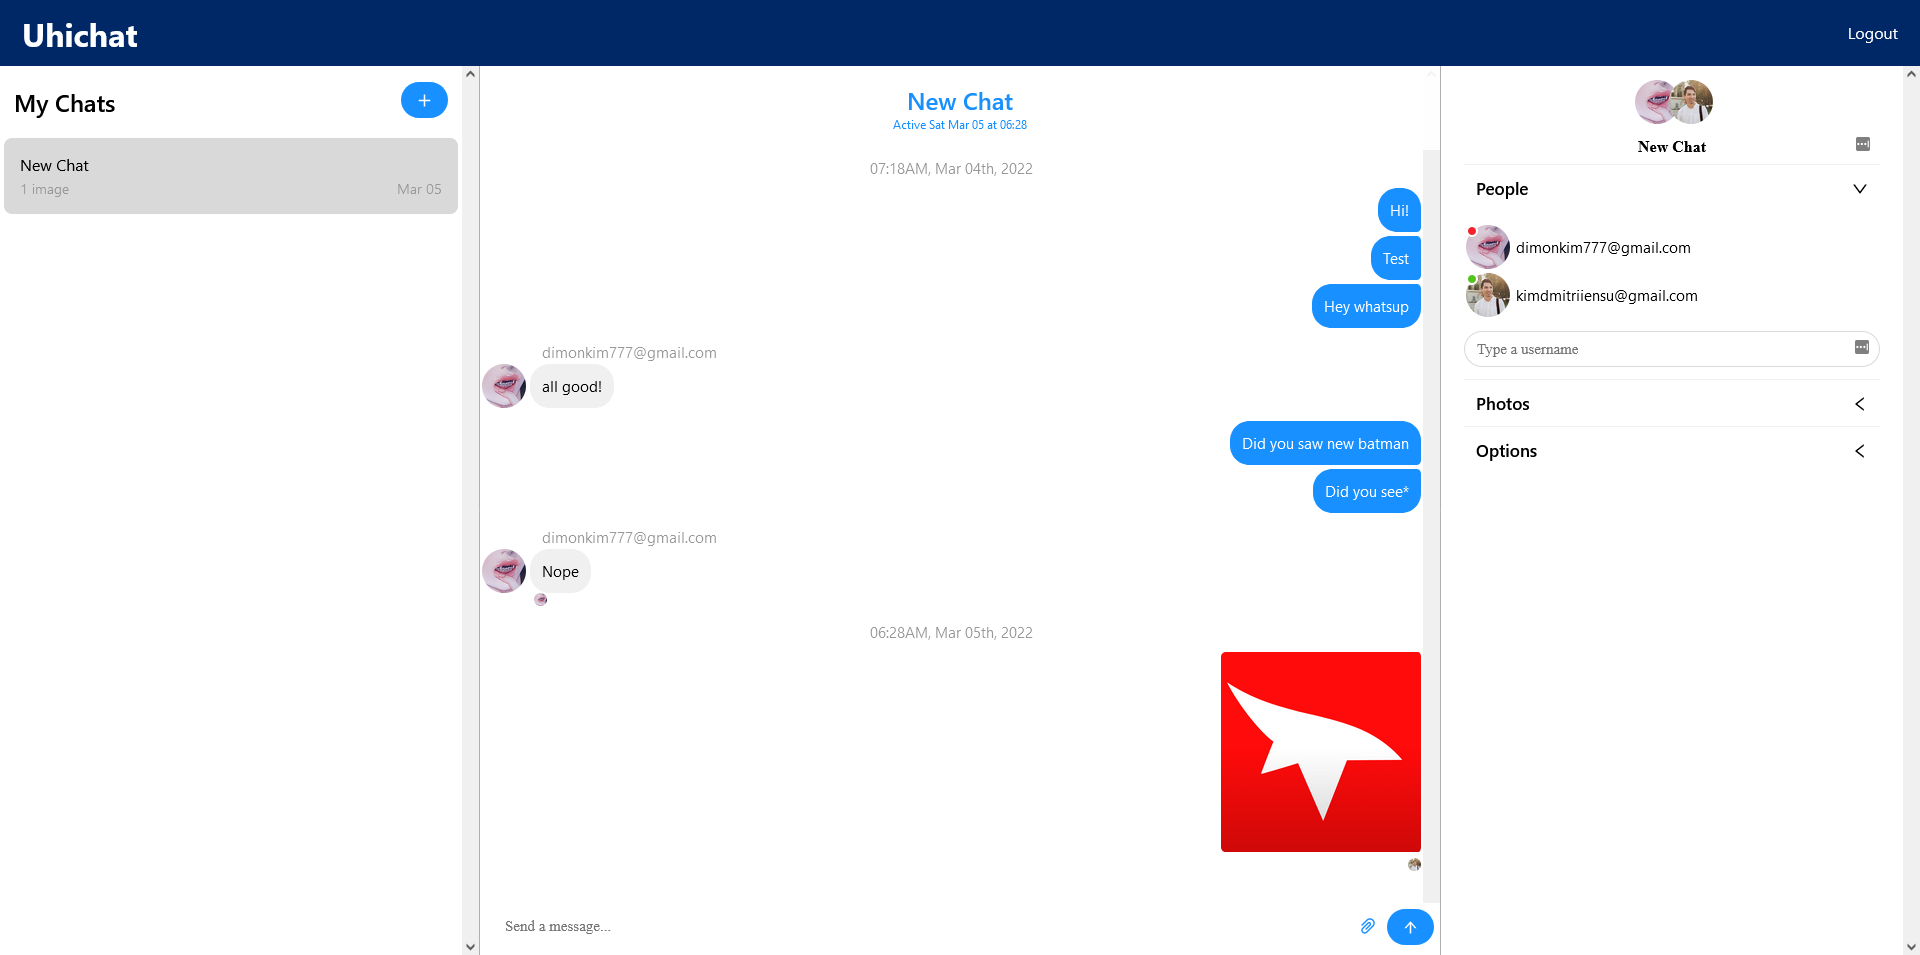 Uhichat
Logout
My Chats
New Chat
1 image
Mar 05
New Chat
Active Sat Mar 05 at 06:28
07:18AM, Mar 04th, 2022
Hi!
Test
Hey whatsup
dimonkim777@gmail.com
all good!
Did you saw new batman
Did you see*
dimonkim777@gmail.com
Nope
06:28AM, Mar 05th, 2022
Send a message...
New Chat
People
dimonkim777@gmail.com
kimdmitriiensu@gmail.com
Type a username
Photos
Options